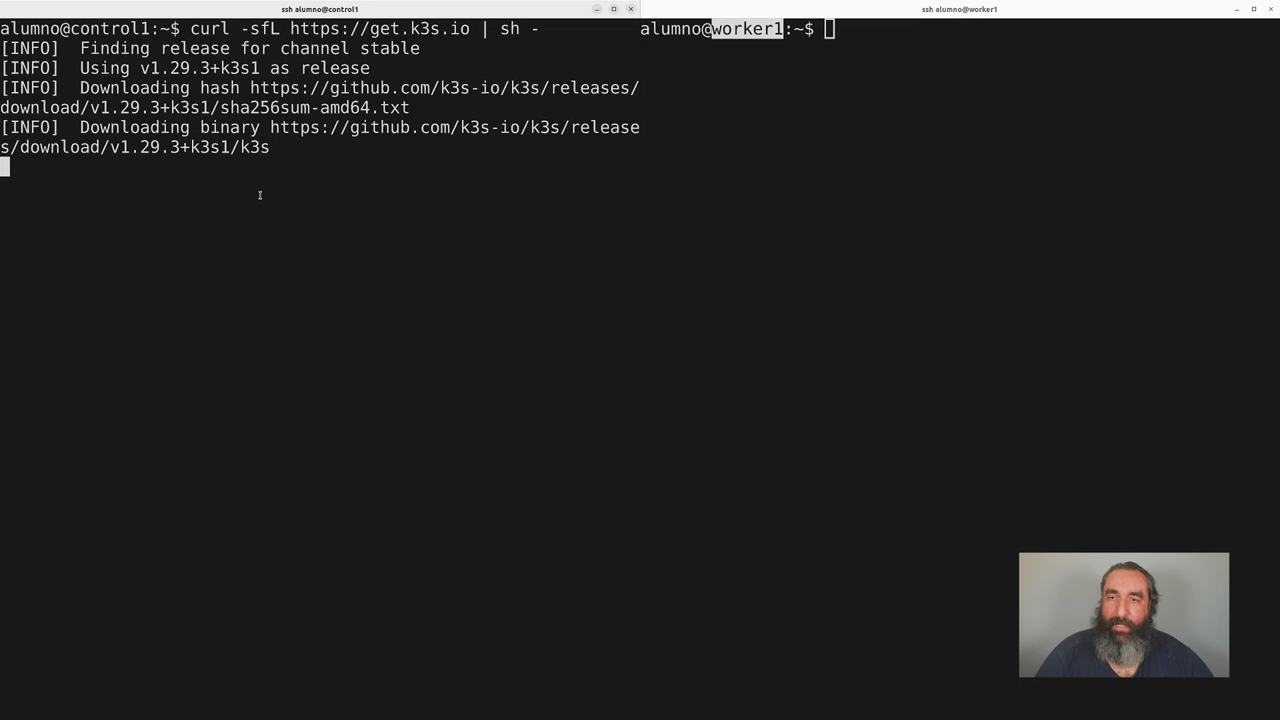 ssh alumno@control1
alumno@control1:~$ curl -sfL https://get.k3s.io | sh -
[INFO]  Finding release for channel stable
[INFO]  Using v1.29.3+k3s1 as release
[INFO]  Downloading hash https://github.com/k3s-io/k3s/releases/
download/v1.29.3+k3s1/sha256sum-amd64.txt
[INFO]  Downloading binary https://github.com/k3s-io/k3s/release
s/download/v1.29.3+k3s1/k3s
ssh alumno@worker1
alumno@worker1:~$